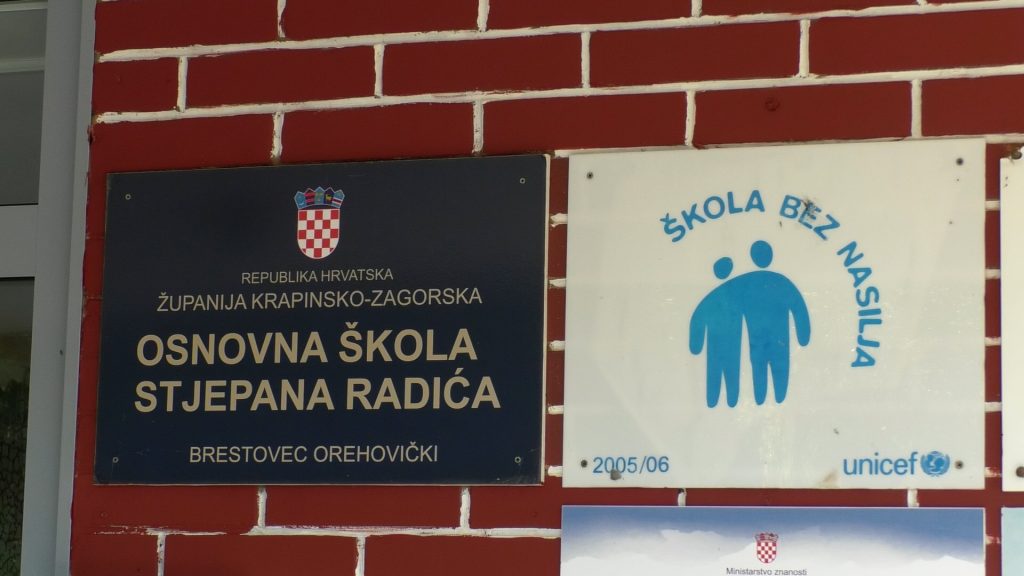 REPUBLIKA HRVATSKA
ŽUPANIJA KRAPINSKO-ZAGORSKA
OSNOVNA ŠKOLA
STJEPANA RADIĆA
BRESTOVEC OREHOVIČKI
ŠKOLA BEZ NASILJA
2005/06
unicef
Ministarstvo znanosti